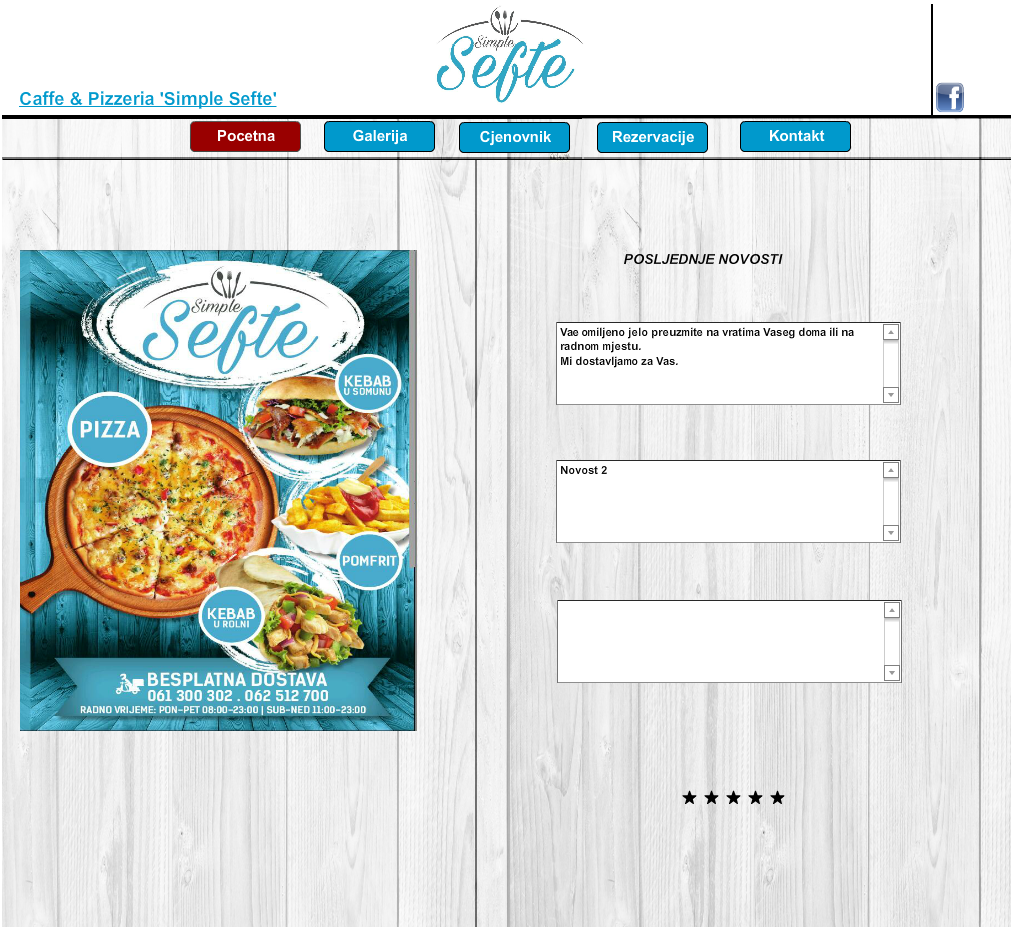 Simple
Sefte
Caffe & Pizzeria 'Simple Sefte'
f
Pocetna
Galerija
Cjenovnik
Rezervacije
Kontakt
POSLJEDNJE NOVOSTI
Vae omiljeno jelo preuzmite na vratima Vaseg doma ili na
radnom mjestu.
Mi dostavljamo za Vas.
Novost 2
Simple
Sefte
KEBAB
U SOMUNU
PIZZA
POMFRIT
KEBAB
U ROLNI
BESPLATNA DOSTAVA
061 300 302 . 062 512 700
RADNO VRIJEME: PON-PET 08:00-23:00 | SUB-NED 11:00-23:00